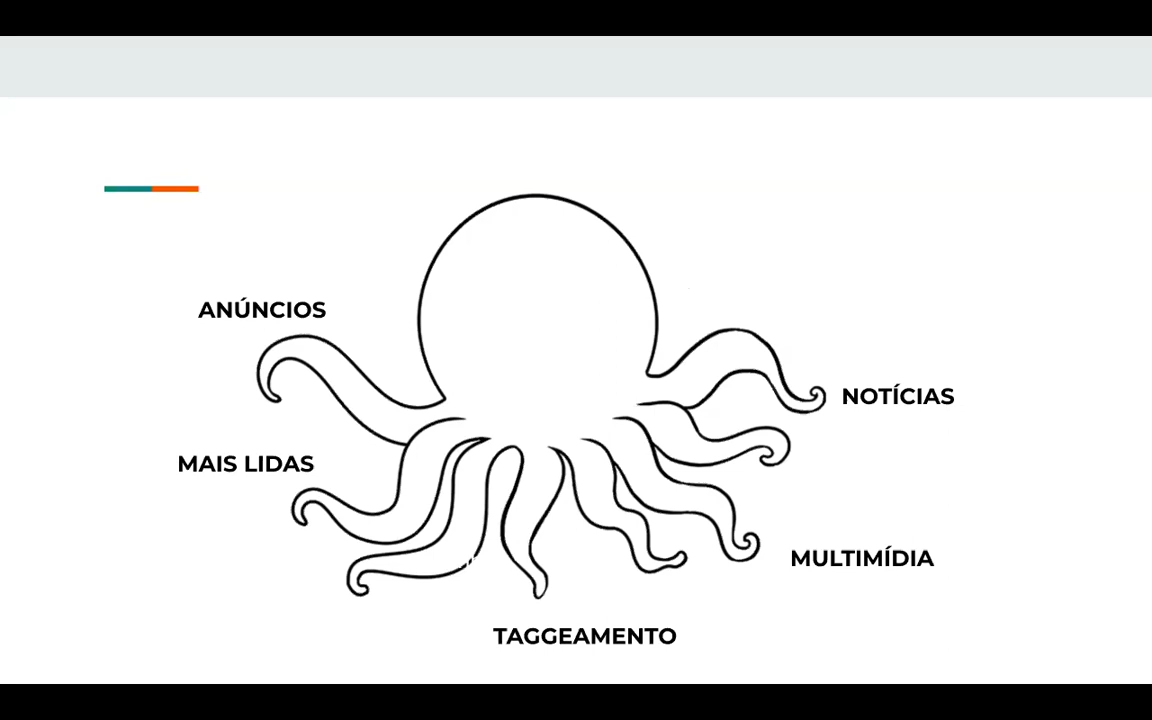 ANÚNCIOS
NOTÍCIAS
MAIS LIDAS
MULTIMÍDIA
TAGGEAMENTO